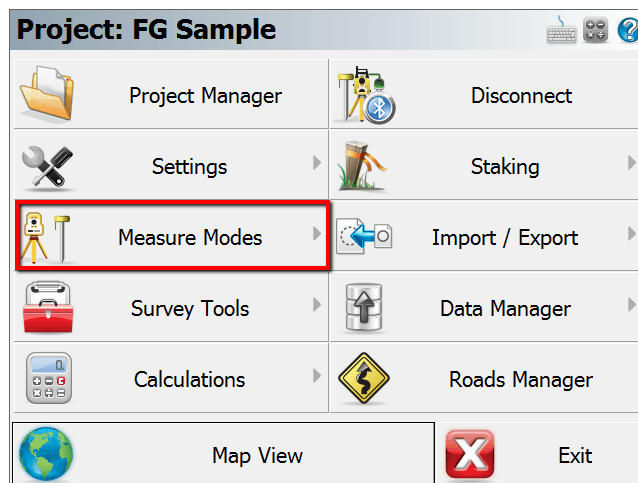 Project: FG Sample
Project Manager
Disconnect
Settings
Staking
Measure Modes
Import / Export
Survey Tools
Data Manager
Calculations
Roads Manager
Map View
Exit